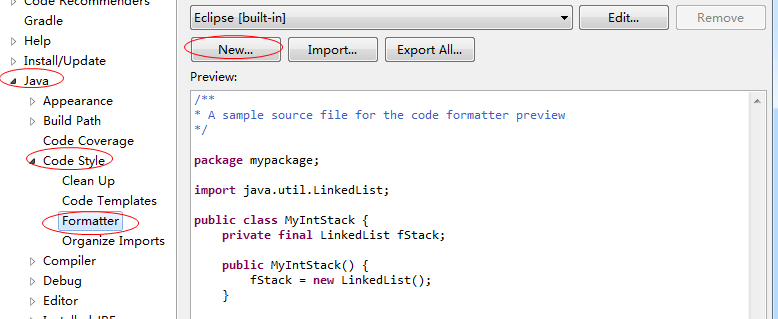 Code Recommenders
Gradle
Help
Install/Update
Java
Appearance
Build Path
Code Coverage
Code Style
Clean Up
Code Templates
Formatter
Organize Imports
Compiler
Debug
Editor
Eclipse [built-in]
Edit...
Remove
New...
Import...
Export All...
Preview:
/**
* A sample source file for the code formatter preview
*/
package mypackage;
import java.util.LinkedList;
public class MyIntStack {
private final LinkedList fStack;
public MyIntStack() {
fStack = new LinkedList();
}